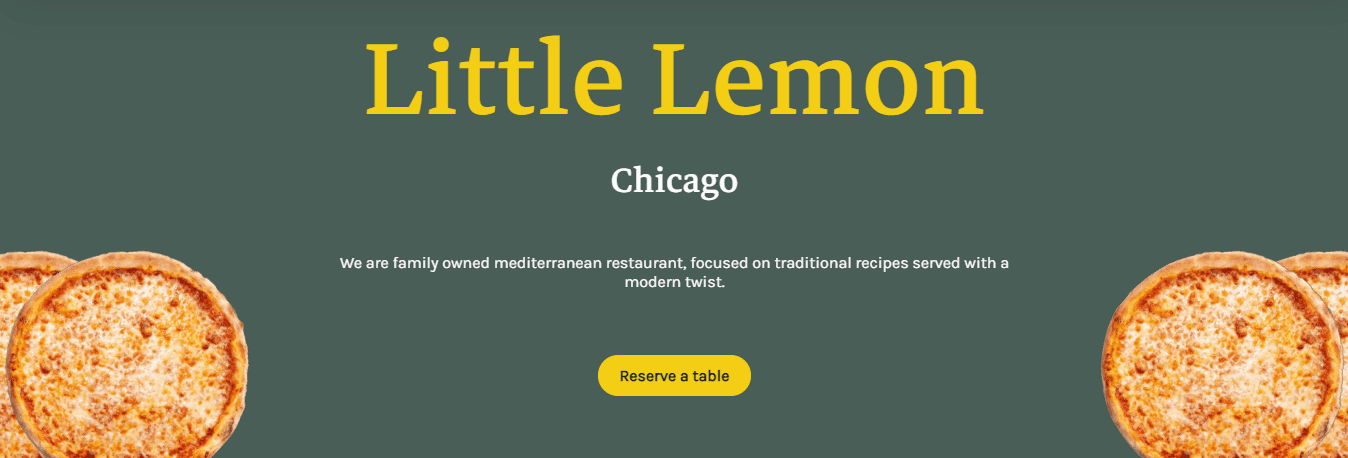 Little Lemon
Chicago
We are family owned mediterranean restaurant, focused on traditional recipes served with a
modern twist.
Reserve a table